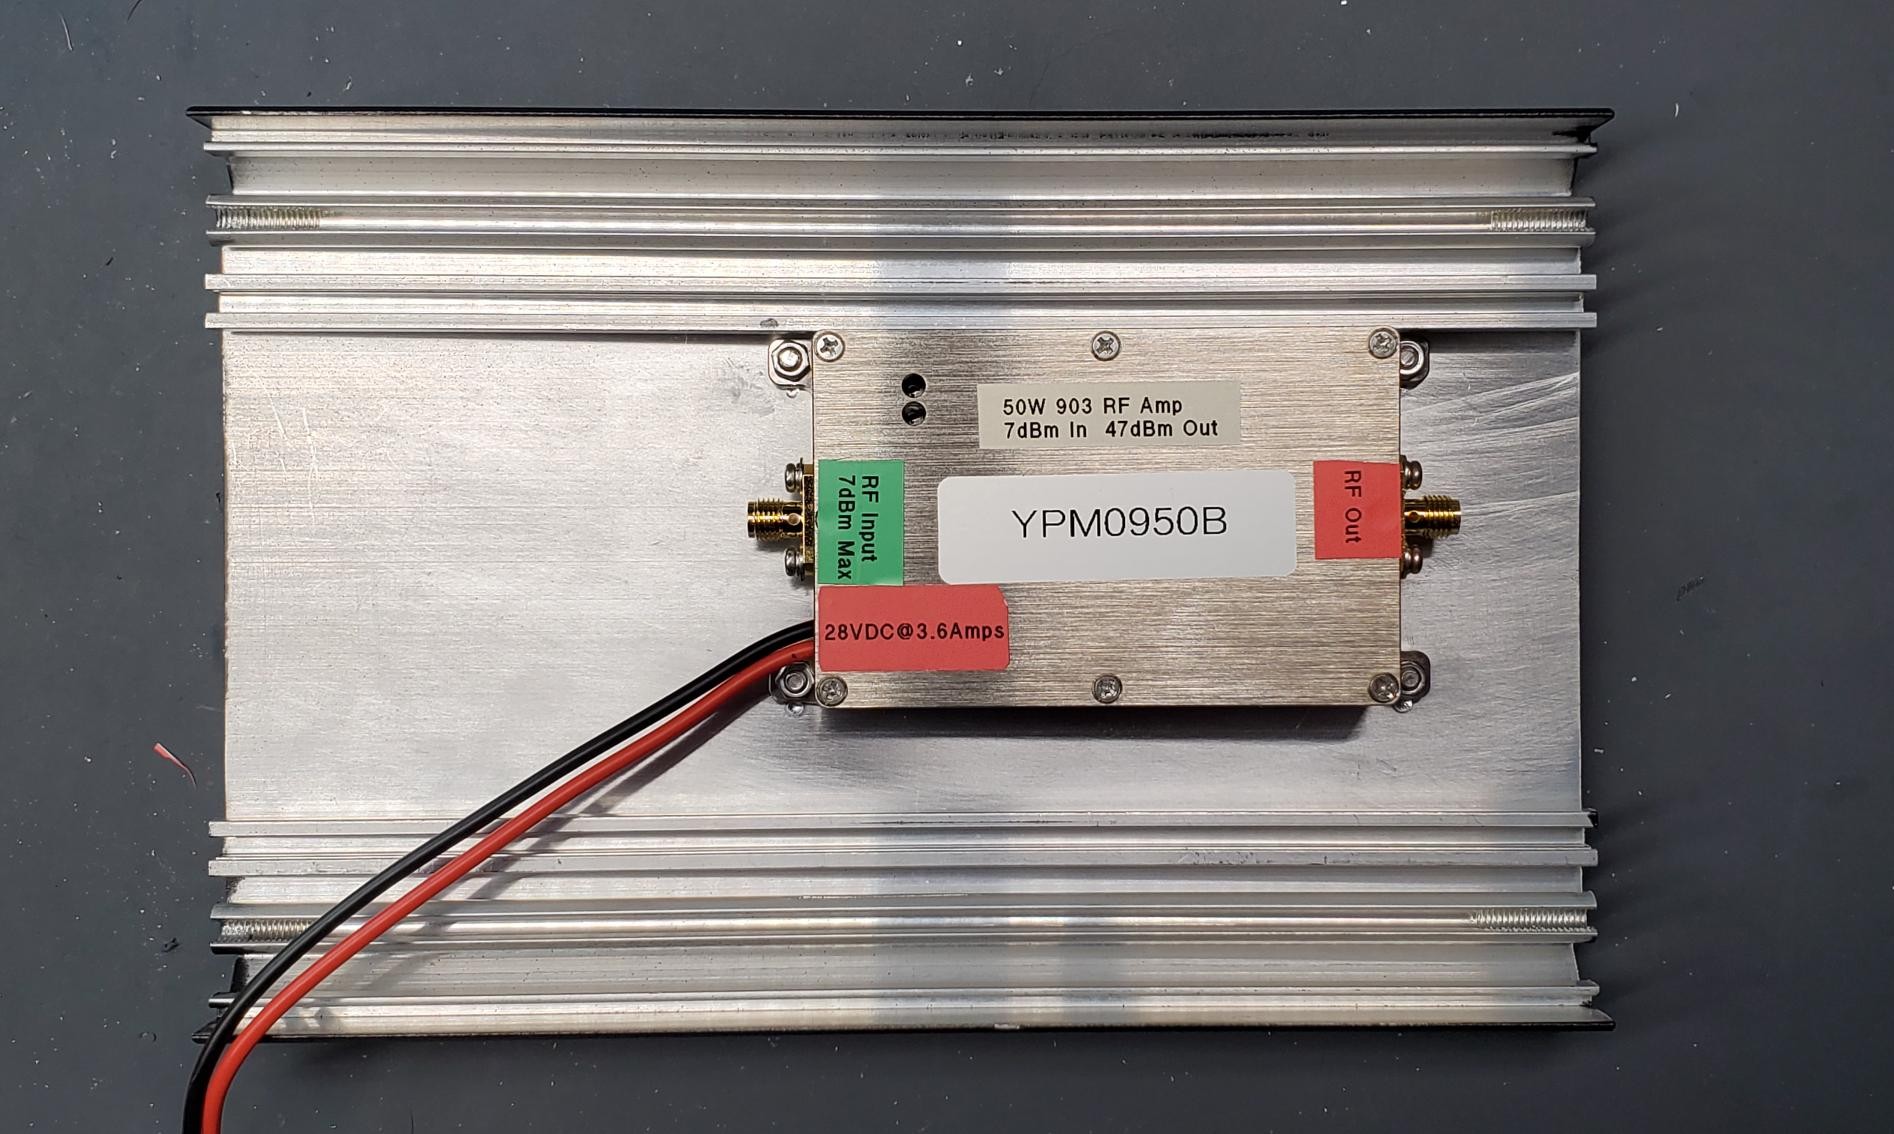 50W 903 RF Amp
7dBm In 47dBm Out
RF Input
7dBm Max
YPM0950B
RF Out
28VDC@3.6Amps